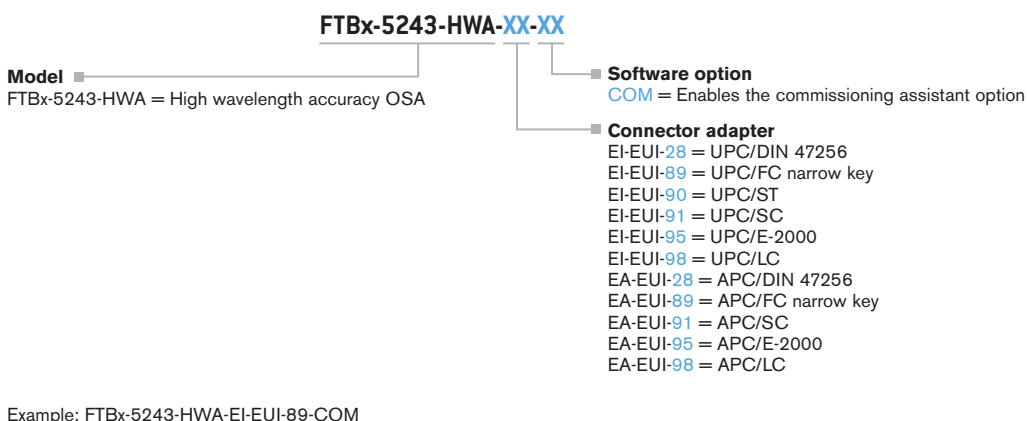 FTBx-5243-HWA-XX-XX
Model
FTBx-5243-HWA = High wavelength accuracy OSA
Software option
COM = Enables the commissioning assistant option
Connector adapter
EI-EUI-28 = UPC/DIN 47256
EI-EUI-89 = UPC/FC narrow key
EI-EUI-90 = UPC/ST
EI-EUI-91 = UPC/SC
EI-EUI-95 = UPC/E-2000
EI-EUI-98 = UPC/LC
EA-EUI-28 = APC/DIN 47256
EA-EUI-89 = APC/FC narrow key
EA-EUI-91 = APC/SC
EA-EUI-95 = APC/E-2000
EA-EUI-98 = APC/LC
Example: FTBx-5243-HWA-EI-EUI-89-COM